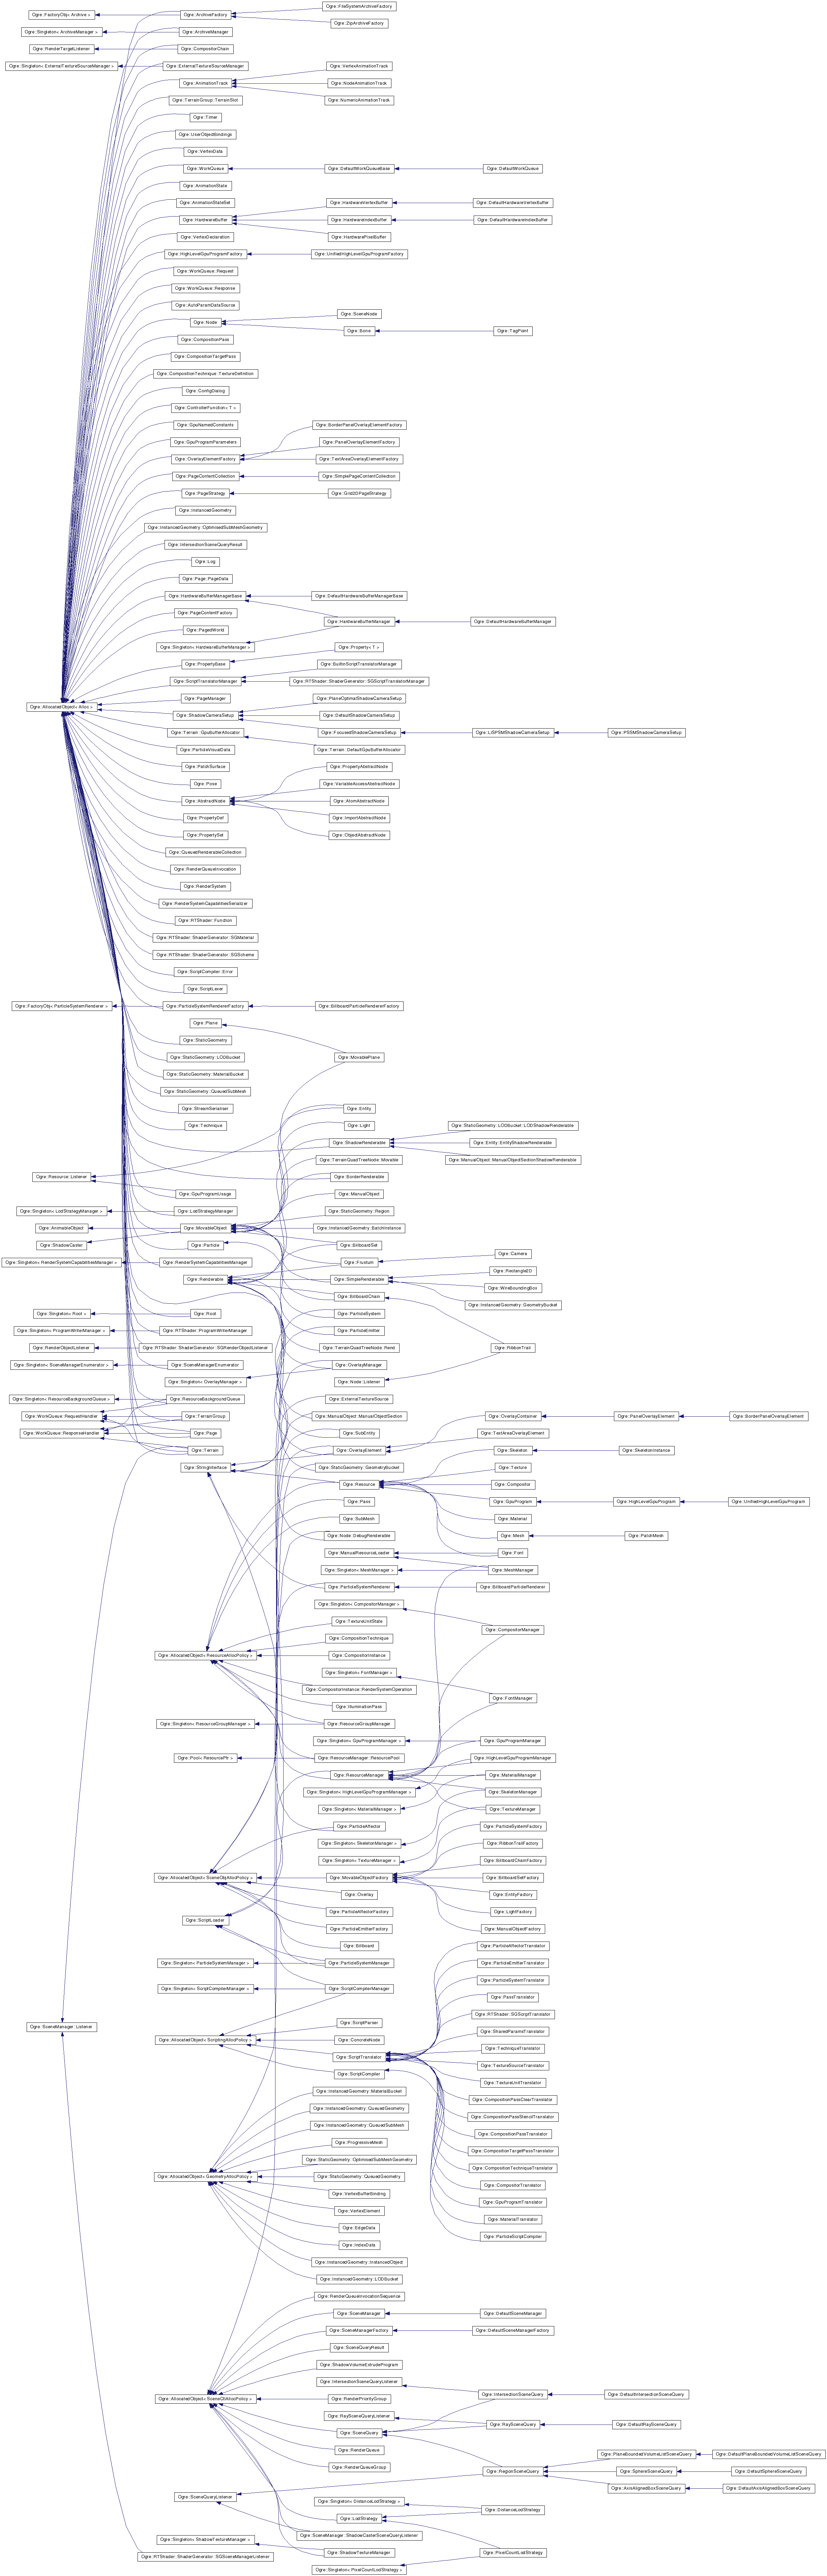 Ogre::FileSystemArchiveFactory
Ogre::FactoryObj< Archive >
Ogre::ArchiveFactory
Ogre::ZipArchiveFactory
Ogre::Singleton< ArchiveManager >
Ogre::ArchiveManager
Ogre::RenderTargetListener
Ogre::CompositorChain
Ogre::Singleton< ExternalTextureSourceManager >
Ogre::ExternalTextureSourceManager
Ogre::VertexAnimationTrack
Ogre::AnimationTrack
Ogre::NodeAnimationTrack
Ogre::NumericAnimationTrack
Ogre::TerrainGroup::TerrainSlot
Ogre::Timer
Ogre::UserObjectBindings
Ogre::VertexData
Ogre::WorkQueue
Ogre::DefaultWorkQueueBase
Ogre::DefaultWorkQueue
Ogre::AnimationState
Ogre::AnimationStateSet
Ogre::HardwareVertexBuffer
Ogre::DefaultHardwareVertexBuffer
Ogre::HardwareBuffer
Ogre::HardwareIndexBuffer
Ogre::DefaultHardwareIndexBuffer
Ogre::VertexDeclaration
Ogre::HardwarePixelBuffer
Ogre::HighLevelGpuProgramFactory
Ogre::UnifiedHighLevelGpuProgramFactory
Ogre::WorkQueue::Request
Ogre::WorkQueue::Response
Ogre::AutoParamDataSource
Ogre::SceneNode
Ogre::Node
Ogre::Bone
Ogre::TagPoint
Ogre::CompositionPass
Ogre::CompositionTargetPass
Ogre::CompositionTechnique::TextureDefinition
Ogre::ConfigDialog
Ogre::ControllerFunction< T >
Ogre::GpuNamedConstants
Ogre::BorderPanelOverlayElementFactory
Ogre::GpuProgramParameters
Ogre::PanelOverlayElementFactory
Ogre::OverlayElementFactory
Ogre::TextAreaOverlayElementFactory
Ogre::PageContentCollection
Ogre::SimplePageContentCollection
Ogre::PageStrategy
Ogre::Grid2DPageStrategy
Ogre::InstancedGeometry
Ogre::InstancedGeometry::OptimisedSubMeshGeometry
Ogre::IntersectionSceneQueryResult
Ogre::Log
Ogre::Page::PageData
Ogre::HardwareBufferManagerBase
Ogre::DefaultHardwareBufferManagerBase
Ogre::PageContentFactory
Ogre::HardwareBufferManager
Ogre::DefaultHardwareBufferManager
Ogre::PagedWorld
Ogre::Singleton< HardwareBufferManager >
Ogre::Property< T >
Ogre::PropertyBase
Ogre::BuiltinScriptTranslatorManager
Ogre::ScriptTranslatorManager
Ogre::RTShader::ShaderGenerator::SGScriptTranslatorManager
Ogre::PageManager
Ogre::PlaneOptimalShadowCameraSetup
Ogre::AllocatedObject< Alloc >
Ogre::ShadowCameraSetup
Ogre::DefaultShadowCameraSetup
Ogre::Terrain::GpuBufferAllocator
Ogre::FocusedShadowCameraSetup
Ogre::LiSPSMShadowCameraSetup
Ogre::PSSMShadowCameraSetup
Ogre::ParticleVisualData
Ogre::Terrain::DefaultGpuBufferAllocator
Ogre::PatchSurface
Ogre::PropertyAbstractNode
Ogre::Pose
Ogre::VariableAccessAbstractNode
Ogre::AbstractNode
Ogre::AtomAbstractNode
Ogre::PropertyDef
Ogre::ImportAbstractNode
Ogre::PropertySet
Ogre::ObjectAbstractNode
Ogre::QueuedRenderableCollection
Ogre::RenderQueueInvocation
Ogre::RenderSystem
Ogre::RenderSystemCapabilitiesSerializer
Ogre::RTShader::Function
Ogre::RTShader::ShaderGenerator::SGMaterial
Ogre::RTShader::ShaderGenerator::SGScheme
Ogre::ScriptCompiler::Error
Ogre::ScriptLexer
Ogre::FactoryObj< ParticleSystemRenderer >
Ogre::ParticleSystemRendererFactory
Ogre::BillboardParticleRendererFactory
Ogre::Plane
Ogre::StaticGeometry
Ogre::StaticGeometry::LODBucket
Ogre::MovablePlane
Ogre::StaticGeometry::MaterialBucket
Ogre::StaticGeometry::QueuedSubMesh
Ogre::StreamSerialiser
Ogre::Entity
Ogre::Technique
Ogre::Light
Ogre::StaticGeometry::LODBucket::LODShadowRenderable
Ogre::ShadowRenderable
Ogre::Entity::EntityShadowRenderable
Ogre::TerrainQuadTreeNode::Movable
Ogre::ManualObject::ManualObjectSectionShadowRenderable
Ogre::Resource::Listener
Ogre::BorderRenderable
Ogre::GpuProgramUsage
Ogre::ManualObject
Ogre::Singleton< LodStrategyManager >
Ogre::LodStrategyManager
Ogre::StaticGeometry::Region
Ogre::AnimableObject
Ogre::MovableObject
Ogre::InstancedGeometry::BatchInstance
Ogre::ShadowCaster
Ogre::Particle
Ogre::BillboardSet
Ogre::Camera
Ogre::Singleton< RenderSystemCapabilitiesManager >
Ogre::RenderSystemCapabilitiesManager
Ogre::Frustum
Ogre::Rectangle2D
Ogre::Renderable
Ogre::SimpleRenderable
Ogre::WireBoundingBox
Ogre::BillboardChain
Ogre::InstancedGeometry::GeometryBucket
Ogre::Singleton< Root >
Ogre::Root
Ogre::ParticleSystem
Ogre::Singleton< ProgramWriterManager >
Ogre::RTShader::ProgramWriterManager
Ogre::ParticleEmitter
Ogre::RenderObjectListener
Ogre::RTShader::ShaderGenerator::SGRenderObjectListener
Ogre::TerrainQuadTreeNode::Rend
Ogre::RibbonTrail
Ogre::Singleton< SceneManagerEnumerator >
Ogre::SceneManagerEnumerator
Ogre::OverlayManager
Ogre::Singleton< OverlayManager >
Ogre::Node::Listener
Ogre::Singleton< ResourceBackgroundQueue >
Ogre::ResourceBackgroundQueue
Ogre::ExternalTextureSource
Ogre::WorkQueue::RequestHandler
Ogre::TerrainGroup
Ogre::ManualObject::ManualObjectSection
Ogre::OverlayContainer
Ogre::PanelOverlayElement
Ogre::BorderPanelOverlayElement
Ogre::WorkQueue::ResponseHandler
Ogre::Page
Ogre::SubEntity
Ogre::TextAreaOverlayElement
Ogre::Terrain
Ogre::OverlayElement
Ogre::Skeleton
Ogre::SkeletonInstance
Ogre::StringInterface
Ogre::StaticGeometry::GeometryBucket
Ogre::Texture
Ogre::Resource
Ogre::Compositor
Ogre::Pass
Ogre::GpuProgram
Ogre::HighLevelGpuProgram
Ogre::UnifiedHighLevelGpuProgram
Ogre::SubMesh
Ogre::Material
Ogre::Node::DebugRenderable
Ogre::Mesh
Ogre::PatchMesh
Ogre::ManualResourceLoader
Ogre::Font
Ogre::Singleton< MeshManager >
Ogre::MeshManager
Ogre::ParticleSystemRenderer
Ogre::BillboardParticleRenderer
Ogre::Singleton< CompositorManager >
Ogre::TextureUnitState
Ogre::CompositorManager
Ogre::CompositionTechnique
Ogre::AllocatedObject< ResourceAllocPolicy >
Ogre::CompositorInstance
Ogre::Singleton< FontManager >
Ogre::CompositorInstance::RenderSystemOperation
Ogre::FontManager
Ogre::IlluminationPass
Ogre::Singleton< ResourceGroupManager >
Ogre::ResourceGroupManager
Ogre::Singleton< GpuProgramManager >
Ogre::GpuProgramManager
Ogre::Pool< ResourcePtr >
Ogre::ResourceManager::ResourcePool
Ogre::HighLevelGpuProgramManager
Ogre::ResourceManager
Ogre::MaterialManager
Ogre::Singleton< HighLevelGpuProgramManager >
Ogre::SkeletonManager
Ogre::Singleton< MaterialManager >
Ogre::TextureManager
Ogre::ParticleAffector
Ogre::ParticleSystemFactory
Ogre::Singleton< SkeletonManager >
Ogre::RibbonTrailFactory
Ogre::Singleton< TextureManager >
Ogre::BillboardChainFactory
Ogre::AllocatedObject< SceneObjAllocPolicy >
Ogre::MovableObjectFactory
Ogre::BillboardSetFactory
Ogre::Overlay
Ogre::EntityFactory
Ogre::ParticleAffectorFactory
Ogre::LightFactory
Ogre::ScriptLoader
Ogre::ParticleEmitterFactory
Ogre::ManualObjectFactory
Ogre::Billboard
Ogre::ParticleAffectorTranslator
Ogre::Singleton< ParticleSystemManager >
Ogre::ParticleSystemManager
Ogre::ParticleEmitterTranslator
Ogre::ParticleSystemTranslator
Ogre::Singleton< ScriptCompilerManager >
Ogre::ScriptCompilerManager
Ogre::PassTranslator
Ogre::RTShader::SGScriptTranslator
Ogre::SceneManager::Listener
Ogre::ScriptParser
Ogre::SharedParamsTranslator
Ogre::AllocatedObject< ScriptingAllocPolicy >
Ogre::ConcreteNode
Ogre::TechniqueTranslator
Ogre::ScriptTranslator
Ogre::TextureSourceTranslator
Ogre::ScriptCompiler
Ogre::TextureUnitTranslator
Ogre::InstancedGeometry::MaterialBucket
Ogre::CompositionPassClearTranslator
Ogre::InstancedGeometry::QueuedGeometry
Ogre::CompositionPassStencilTranslator
Ogre::InstancedGeometry::QueuedSubMesh
Ogre::CompositionPassTranslator
Ogre::ProgressiveMesh
Ogre::CompositionTargetPassTranslator
Ogre::StaticGeometry::OptimisedSubMeshGeometry
Ogre::CompositionTechniqueTranslator
Ogre::AllocatedObject< GeometryAllocPolicy >
Ogre::StaticGeometry::QueuedGeometry
Ogre::CompositorTranslator
Ogre::VertexBufferBinding
Ogre::GpuProgramTranslator
Ogre::VertexElement
Ogre::MaterialTranslator
Ogre::EdgeData
Ogre::ParticleScriptCompiler
Ogre::IndexData
Ogre::InstancedGeometry::InstancedObject
Ogre::InstancedGeometry::LODBucket
Ogre::RenderQueueInvocationSequence
Ogre::SceneManager
Ogre::DefaultSceneManager
Ogre::SceneManagerFactory
Ogre::DefaultSceneManagerFactory
Ogre::SceneQueryResult
Ogre::ShadowVolumeExtrudeProgram
Ogre::IntersectionSceneQueryListener
Ogre::IntersectionSceneQuery
Ogre::DefaultIntersectionSceneQuery
Ogre::AllocatedObject< SceneCtlAllocPolicy >
Ogre::RenderPriorityGroup
Ogre::RaySceneQueryListener
Ogre::RaySceneQuery
Ogre::DefaultRaySceneQuery
Ogre::SceneQuery
Ogre::RenderQueue
Ogre::PlaneBoundedVolumeListSceneQuery
Ogre::DefaultPlaneBoundedVolumeListSceneQuery
Ogre::RenderQueueGroup
Ogre::RegionSceneQuery
Ogre::SphereSceneQuery
Ogre::DefaultSphereSceneQuery
Ogre::AxisAlignedBoxSceneQuery
Ogre::DefaultAxisAlignedBoxSceneQuery
Ogre::SceneQueryListener
Ogre::Singleton< DistanceLodStrategy >
Ogre::DistanceLodStrategy
Ogre::LodStrategy
Ogre::SceneManager::ShadowCasterSceneQueryListener
Ogre::Singleton< ShadowTextureManager >
Ogre::ShadowTextureManager
Ogre::PixelCountLodStrategy
Ogre::RTShader::ShaderGenerator::SGSceneManagerListener
Ogre::Singleton< PixelCountLodStrategy >